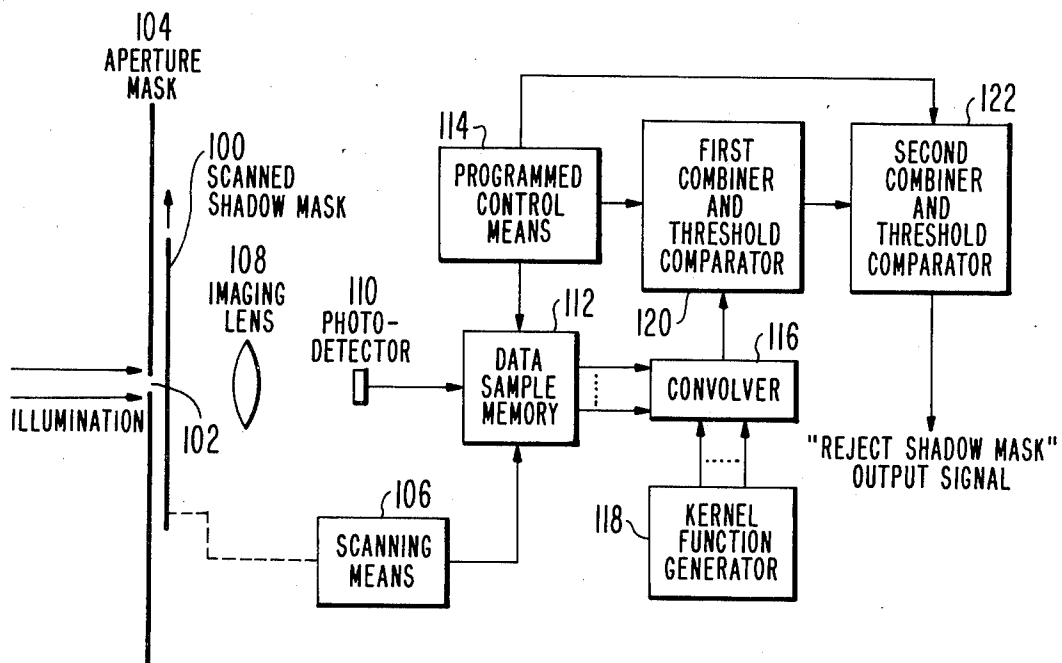 104
APERTURE
MASK
100
SCANNED
SHADOW MASK
108
IMAGING
LENS
110
PHOTO-
DETECTOR
ILLUMINATION
102
114
PROGRAMMED
CONTROL
MEANS
FIRST
COMBINER
AND
THRESHOLD
COMPARATOR
120
122
SECOND
COMBINER
AND
THRESHOLD
COMPARATOR
112
DATA
SAMPLE
MEMORY
116
CONVOLVER
"REJECT SHADOW MASK"
OUTPUT SIGNAL
106
SCANNING
MEANS
118
KERNEL
FUNCTION
GENERATOR